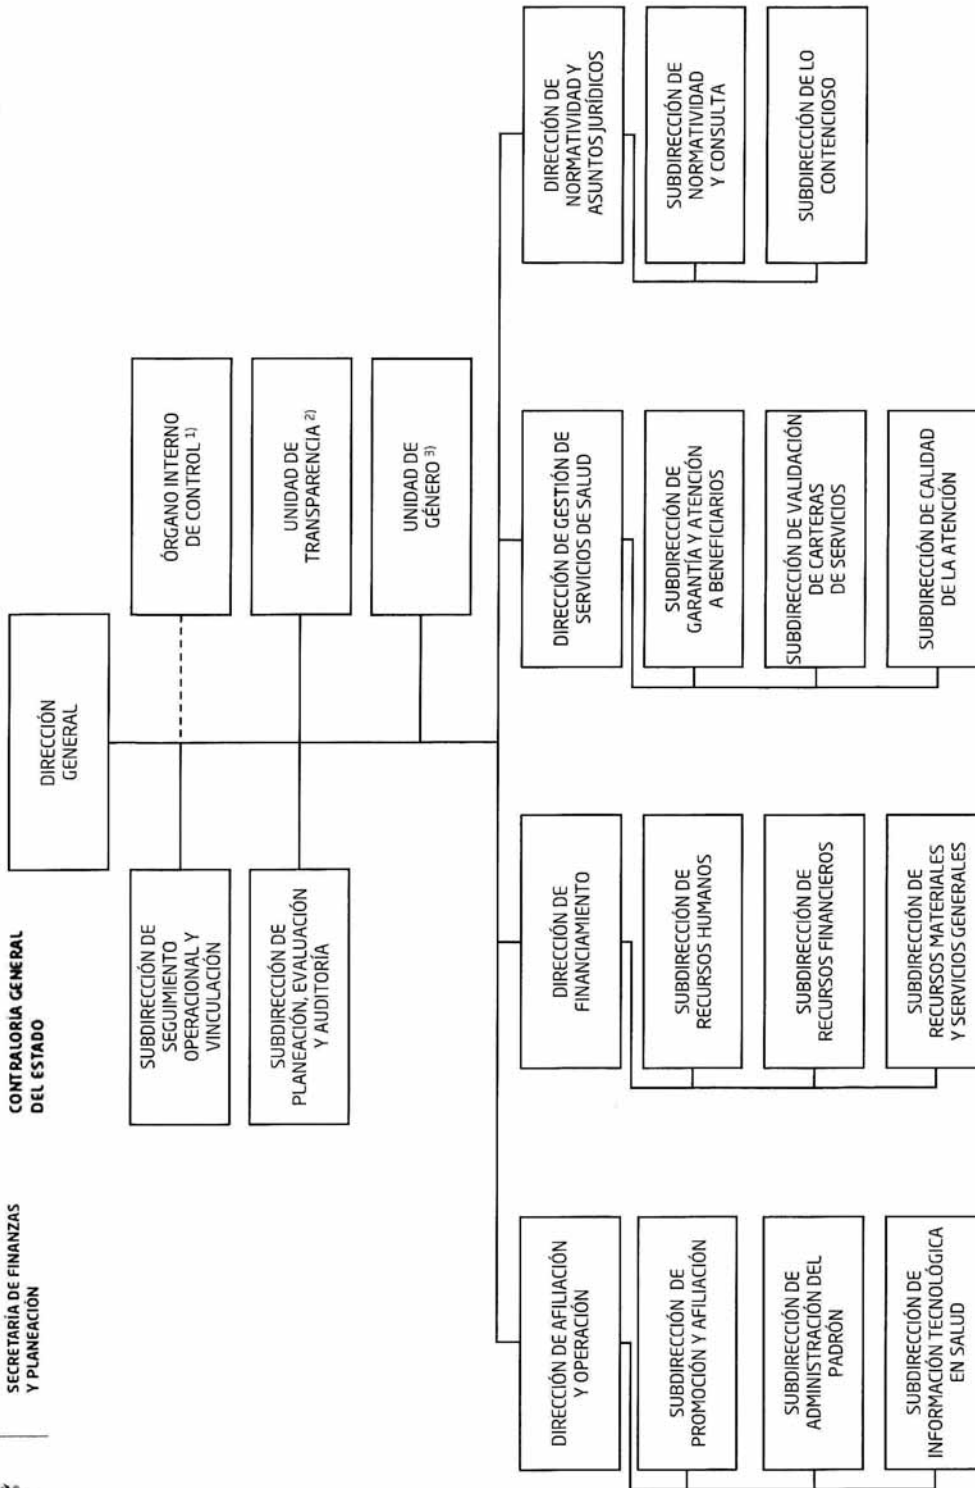 SECRETARÍA DE FINANZAS
Y PLANEACIÓN
CONTRALORÍA GENERAL
DEL ESTADO
DIRECCIÓN
GENERAL
SUBDIRECCIÓN DE
SEGUIMIENTO
OPERACIONAL Y
VINCULACIÓN
ÓRGANO INTERNO
DE CONTROL 1)
SUBDIRECCIÓN DE
PLANEACIÓN, EVALUACIÓN
Y AUDITORÍA
UNIDAD DE
TRANSPARENCIA 2)
UNIDAD DE
GÉNERO 3)
DIRECCIÓN DE AFILIACIÓN
Y OPERACIÓN
SUBDIRECCIÓN DE
PROMOCIÓN Y AFILIACIÓN
SUBDIRECCIÓN DE
ADMINISTRACIÓN DEL
PADRÓN
SUBDIRECCIÓN DE
INFORMACIÓN TECNOLÓGICA
EN SALUD
DIRECCIÓN DE
FINANCIAMIENTO
SUBDIRECCIÓN DE
RECURSOS HUMANOS
SUBDIRECCIÓN DE
RECURSOS FINANCIEROS
SUBDIRECCIÓN DE
RECURSOS MATERIALES
Y SERVICIOS GENERALES
DIRECCIÓN DE GESTIÓN DE
SERVICIOS DE SALUD
SUBDIRECCIÓN DE
GARANTÍA Y ATENCIÓN
A BENEFICIARIOS
SUBDIRECCIÓN DE VALIDACIÓN
DE CARTERAS
DE SERVICIOS
SUBDIRECCIÓN DE CALIDAD
DE LA ATENCIÓN
DIRECCIÓN DE
NORMATIVIDAD Y
ASUNTOS JURÍDICOS
SUBDIRECCIÓN DE
NORMATIVIDAD
Y CONSULTA
SUBDIRECCIÓN DE LO
CONTENCIOSO